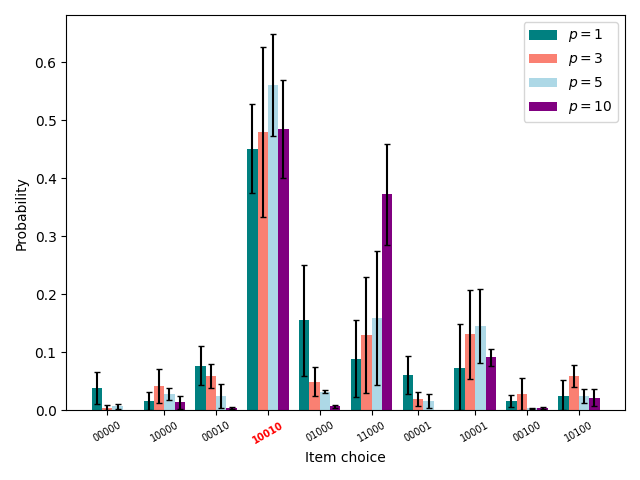 p = 1
p = 3
p = 5
p = 10
Probability
0.6
0.5
0.4
0.3
0.2
0.1
0.0
00000
10000
00010
10010
01000
11000
00001
10001
00100
10100
Item choice